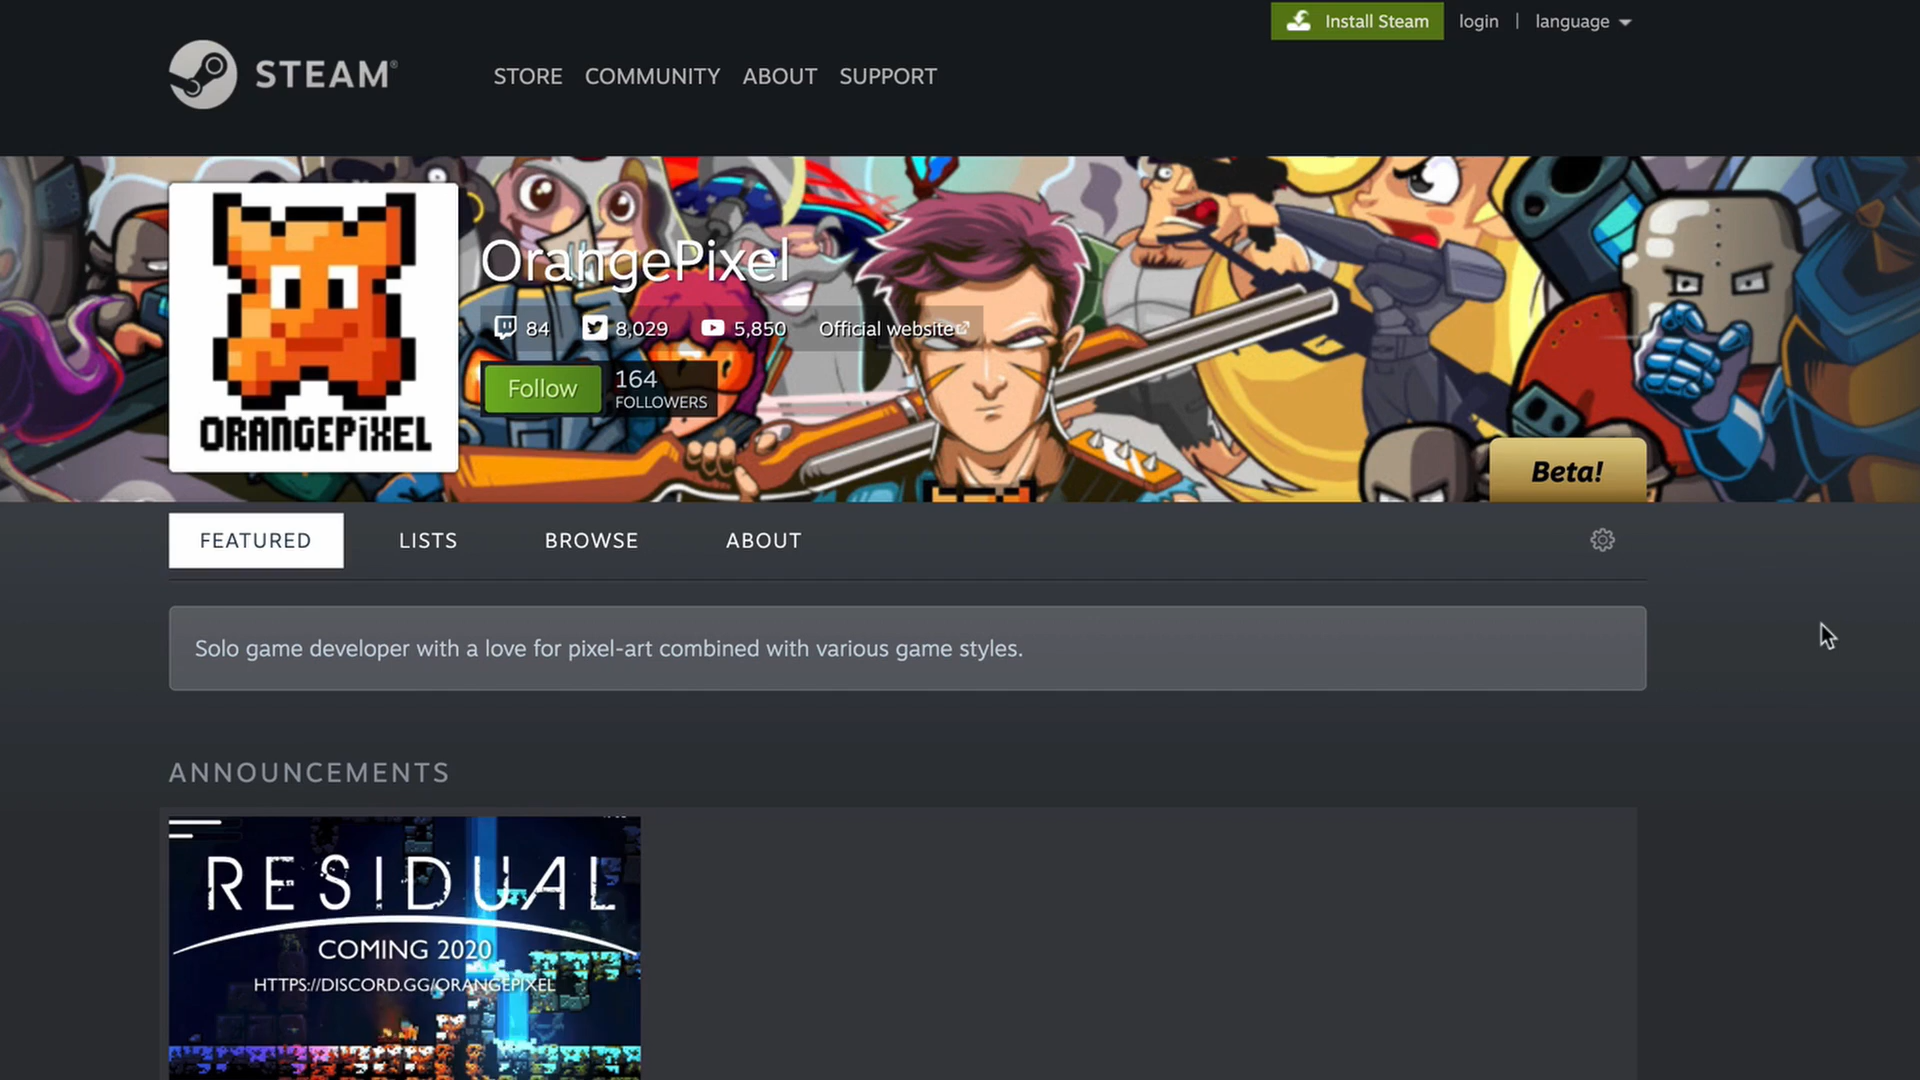 Install Steam login | language
STEAM®
STORE COMMUNITY ABOUT SUPPORT
OrangePixel
84 8,029 5,850 Official website
Follow 164 FOLLOWERS
ORANGEPiXEL
Beta!
FEATURED LISTS BROWSE ABOUT
Solo game developer with a love for pixel-art combined with various game styles.
ANNOUNCEMENTS
RESIDUAL
COMING 2020
HTTPS://DISCORD.GG/ORANGEPIXEL